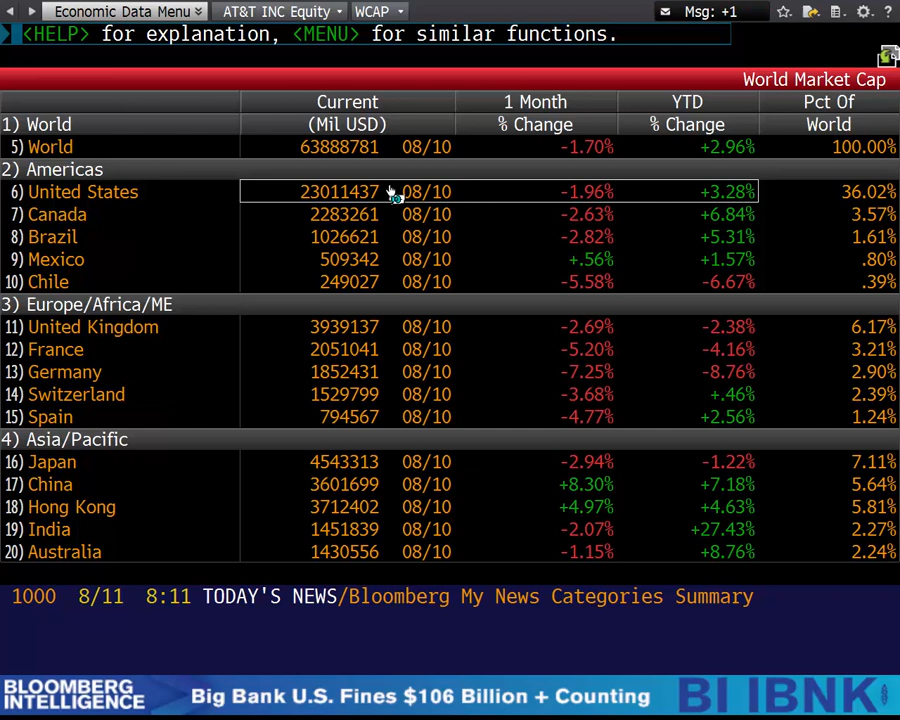 Economic Data Menu AT&T INC Equity WCAP Msg: +1 ?
<HELP> for explanation, <MENU> for similar functions.
World Market Cap
Current 1 Month YTD Pct Of
1) World (Mil USD) % Change % Change World
5) World 63888781 08/10 -1.70% +2.96% 100.00%
2) Americas
6) United States 23011437 08/10 -1.96% +3.28% 36.02%
7) Canada 2283261 08/10 -2.63% +6.84% 3.57%
8) Brazil 1026621 08/10 -2.82% +5.31% 1.61%
9) Mexico 509342 08/10 +.56% +1.57% .80%
10) Chile 249027 08/10 -5.58% -6.67% .39%
3) Europe/Africa/ME
11) United Kingdom 3939137 08/10 -2.69% -2.38% 6.17%
12) France 2051041 08/10 -5.20% -4.16% 3.21%
13) Germany 1852431 08/10 -7.25% -8.76% 2.90%
14) Switzerland 1529799 08/10 -3.68% +.46% 2.39%
15) Spain 794567 08/10 -4.77% +2.56% 1.24%
4) Asia/Pacific
16) Japan 4543313 08/10 -2.94% -1.22% 7.11%
17) China 3601699 08/10 +8.30% +7.18% 5.64%
18) Hong Kong 3712402 08/10 +4.97% +4.63% 5.81%
19) India 1451839 08/10 -2.07% +27.43% 2.27%
20) Australia 1430556 08/10 -1.15% +8.76% 2.24%
1000 8/11 8:11 TODAY'S NEWS/Bloomberg My News Categories Summary
BLOOMBERG
INTELLIGENCE
Big Bank U.S. Fines $106 Billion + Counting
BI IBNK